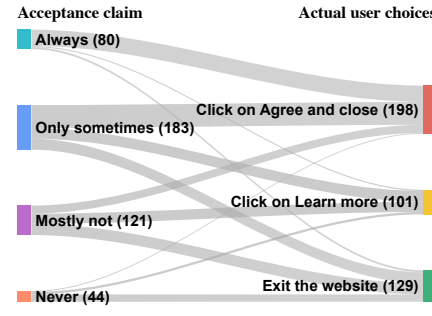 Acceptance claim
Actual user choices
Always (80)
Click on Agree and close (198)
Only sometimes (183)
Click on Learn more (101)
Mostly not (121)
Exit the website (129)
Never (44)